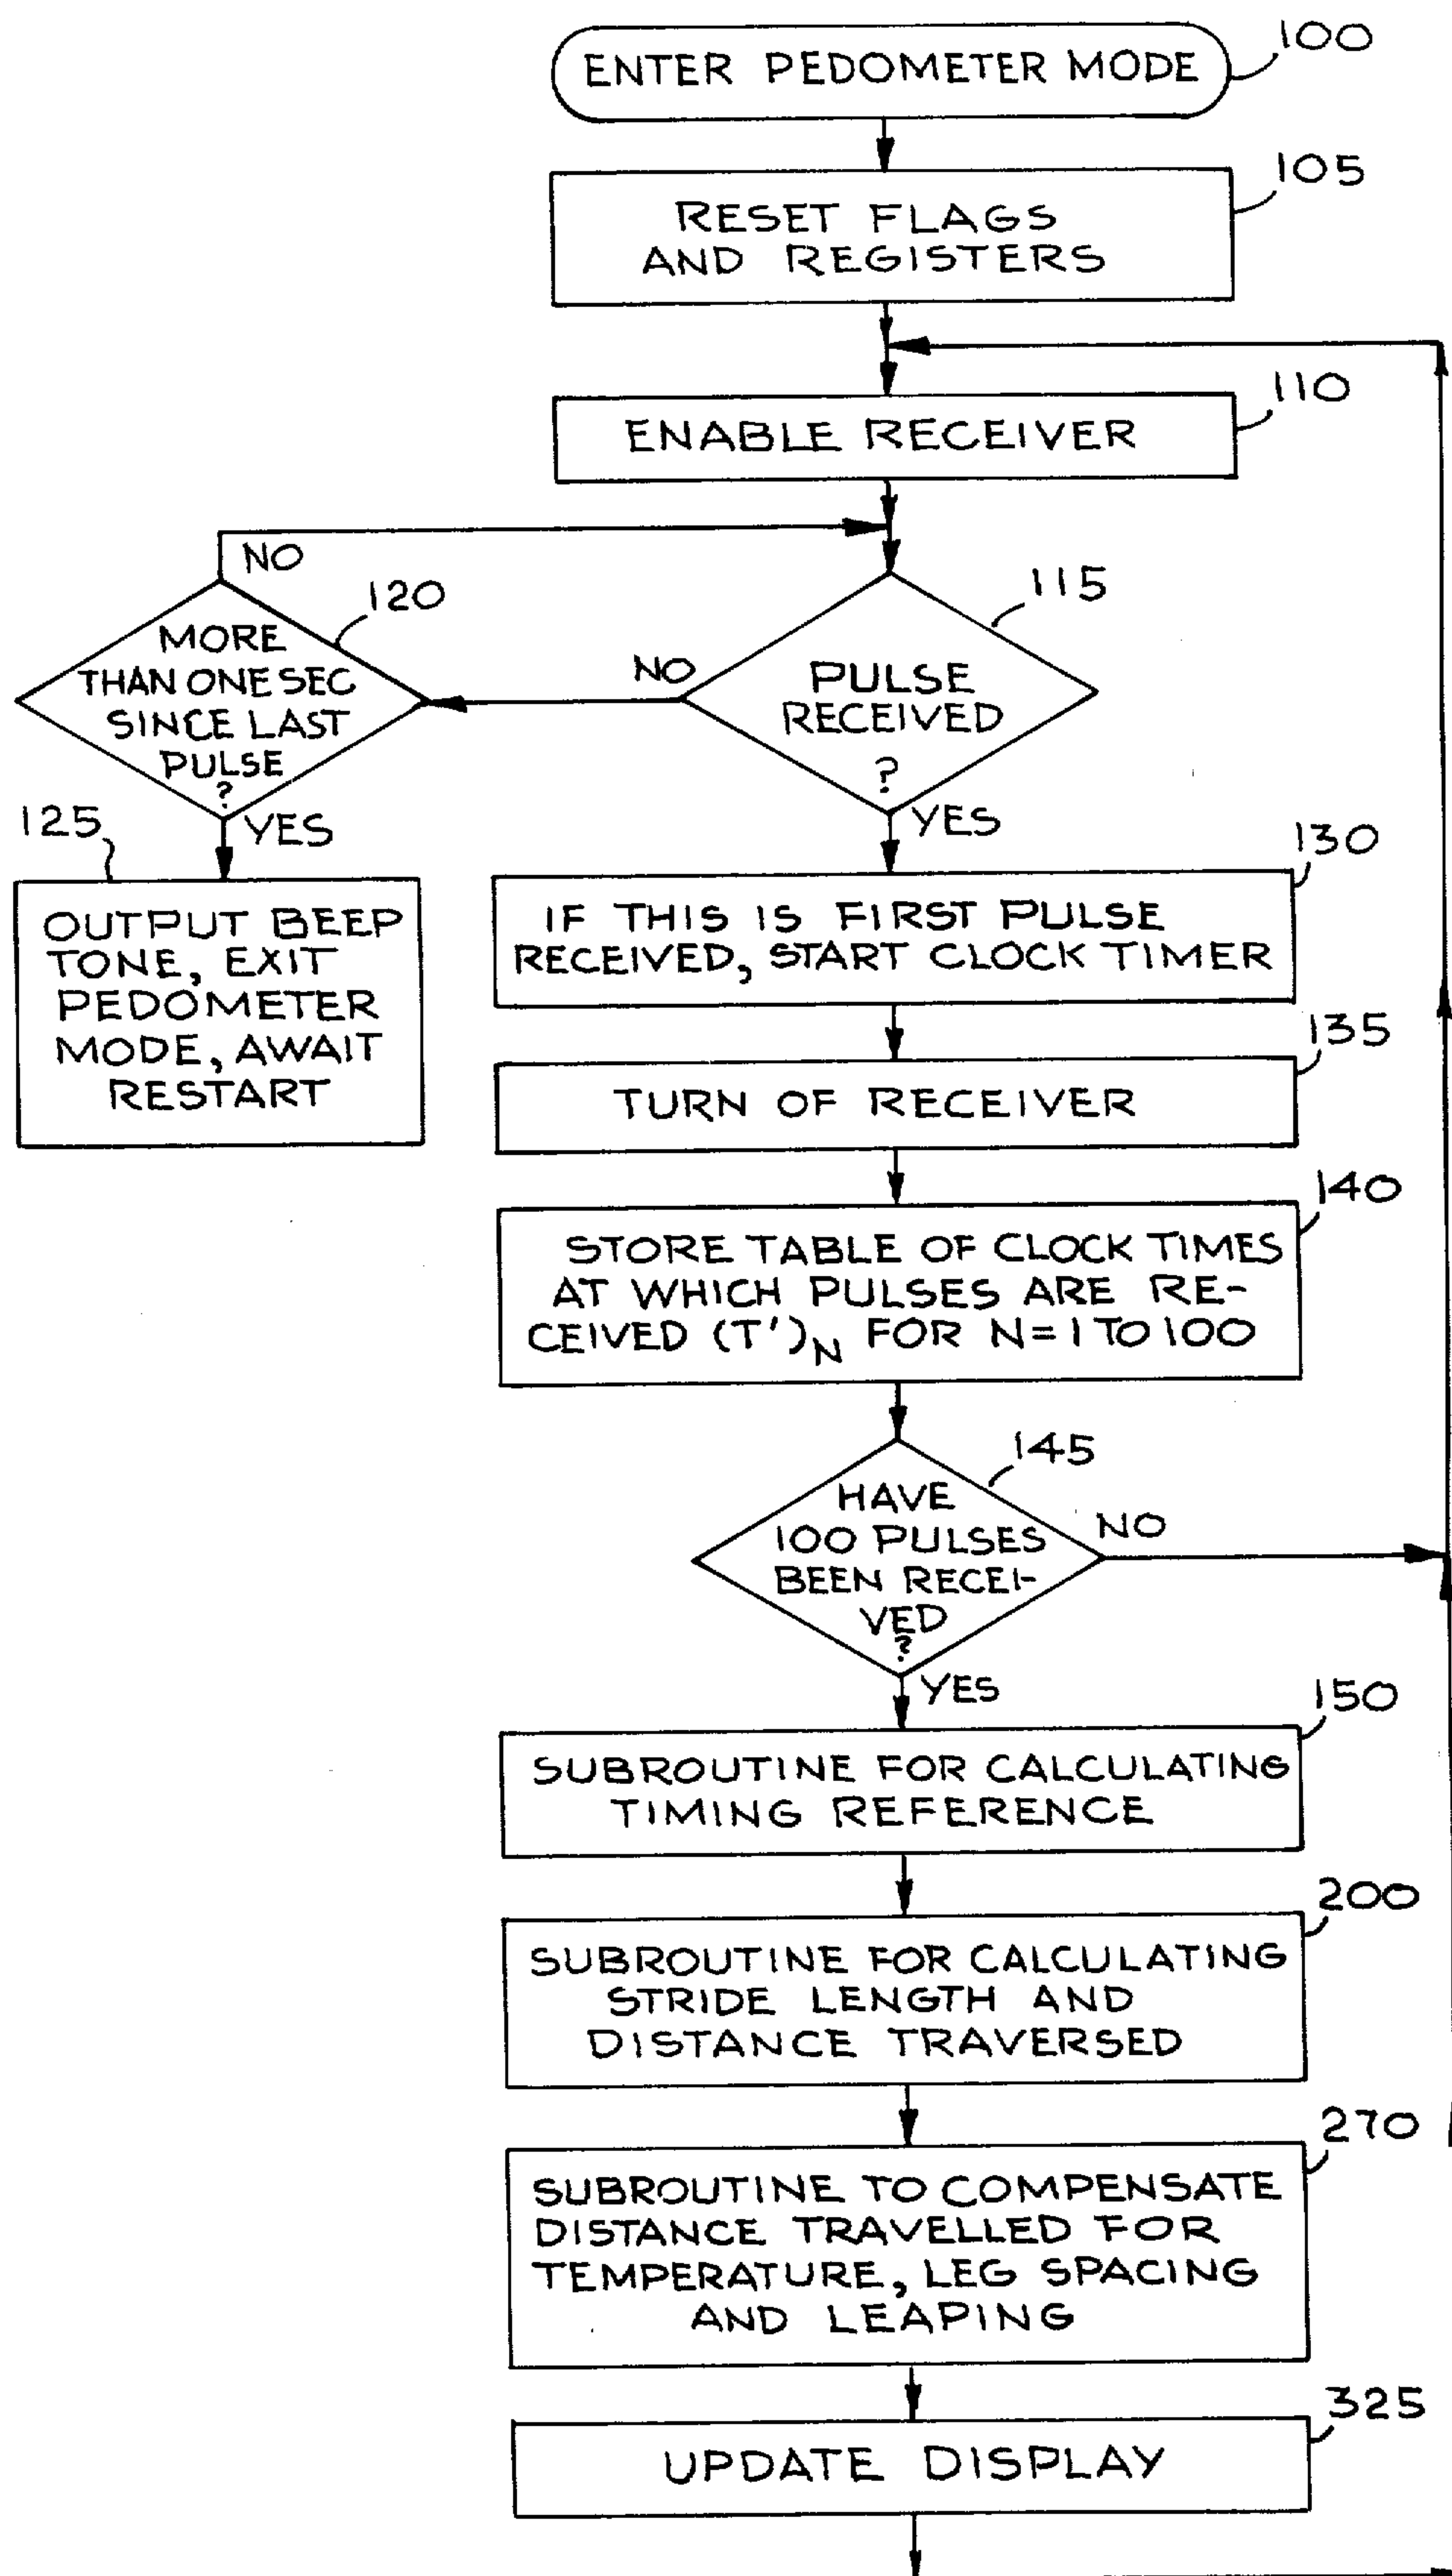 ENTER PEDOMETER MODE
100
RESET FLAGS
AND REGISTERS
105
ENABLE RECEIVER
110
PULSE
RECEIVED
?
115
NO
YES
MORE
THAN ONE SEC
SINCE LAST
PULSE
?
120
NO
YES
125
OUTPUT BEEP
TONE, EXIT
PEDOMETER
MODE, AWAIT
RESTART
IF THIS IS FIRST PULSE
RECEIVED, START CLOCK TIMER
130
TURN OF RECEIVER
135
STORE TABLE OF CLOCK TIMES
AT WHICH PULSES ARE RE-
CEIVED (T')N FOR N=1 TO 100
140
HAVE
100 PULSES
BEEN RECEI-
VED
?
145
NO
YES
SUBROUTINE FOR CALCULATING
TIMING REFERENCE
150
SUBROUTINE FOR CALCULATING
STRIDE LENGTH AND
DISTANCE TRAVERSED
200
SUBROUTINE TO COMPENSATE
DISTANCE TRAVELLED FOR
TEMPERATURE, LEG SPACING
AND LEAPING
270
UPDATE DISPLAY
325